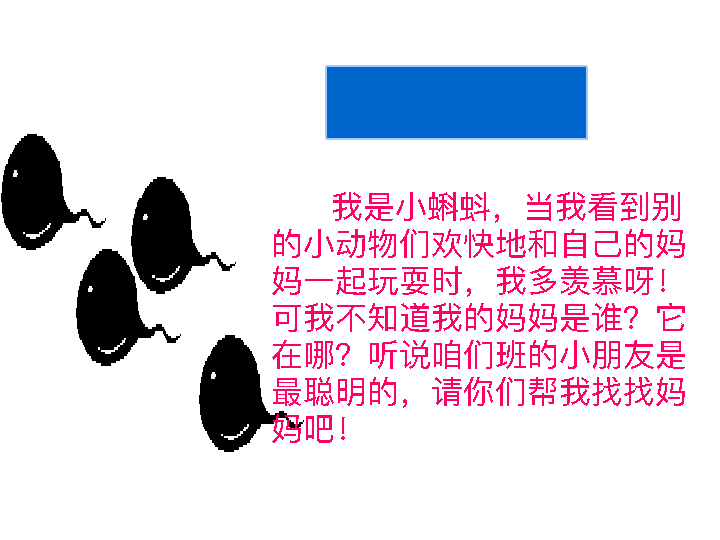 我是小蝌蚪，当我看到别
的小动物们欢快地和自己的妈
妈一起玩耍时，我多羡慕呀！
可我不知道我的妈妈是谁？它
在哪？听说咱们班的小朋友是
最聪明的，请你们帮我找找妈
妈吧！